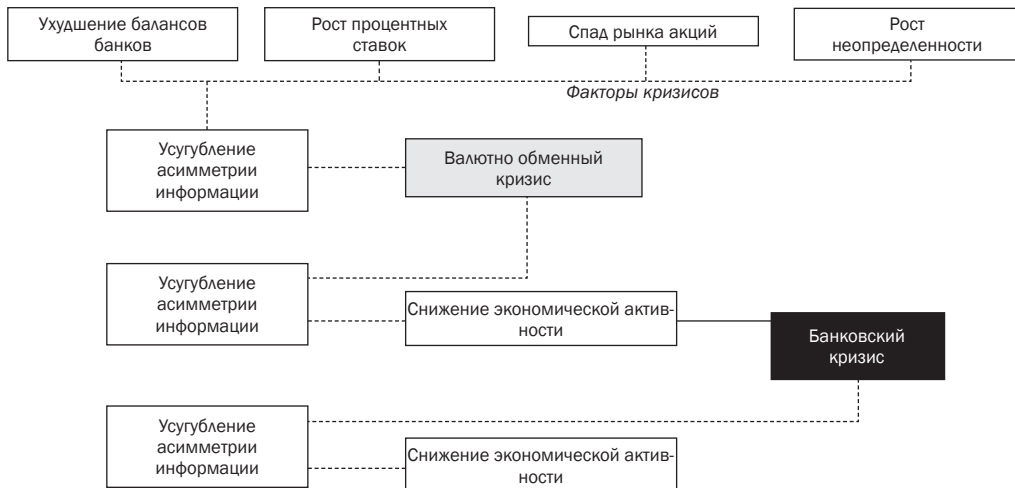 Ухудшение балансов
банков
Рост процентных
ставок
Спад рынка акций
Рост
неопределенности
Факторы кризисов
Усугубление
асимметрии
информации
Валютно обменный
кризис
Усугубление
асимметрии
информации
Снижение экономической актив-
ности
Банковский
кризис
Усугубление
асимметрии
информации
Снижение экономической актив-
ности